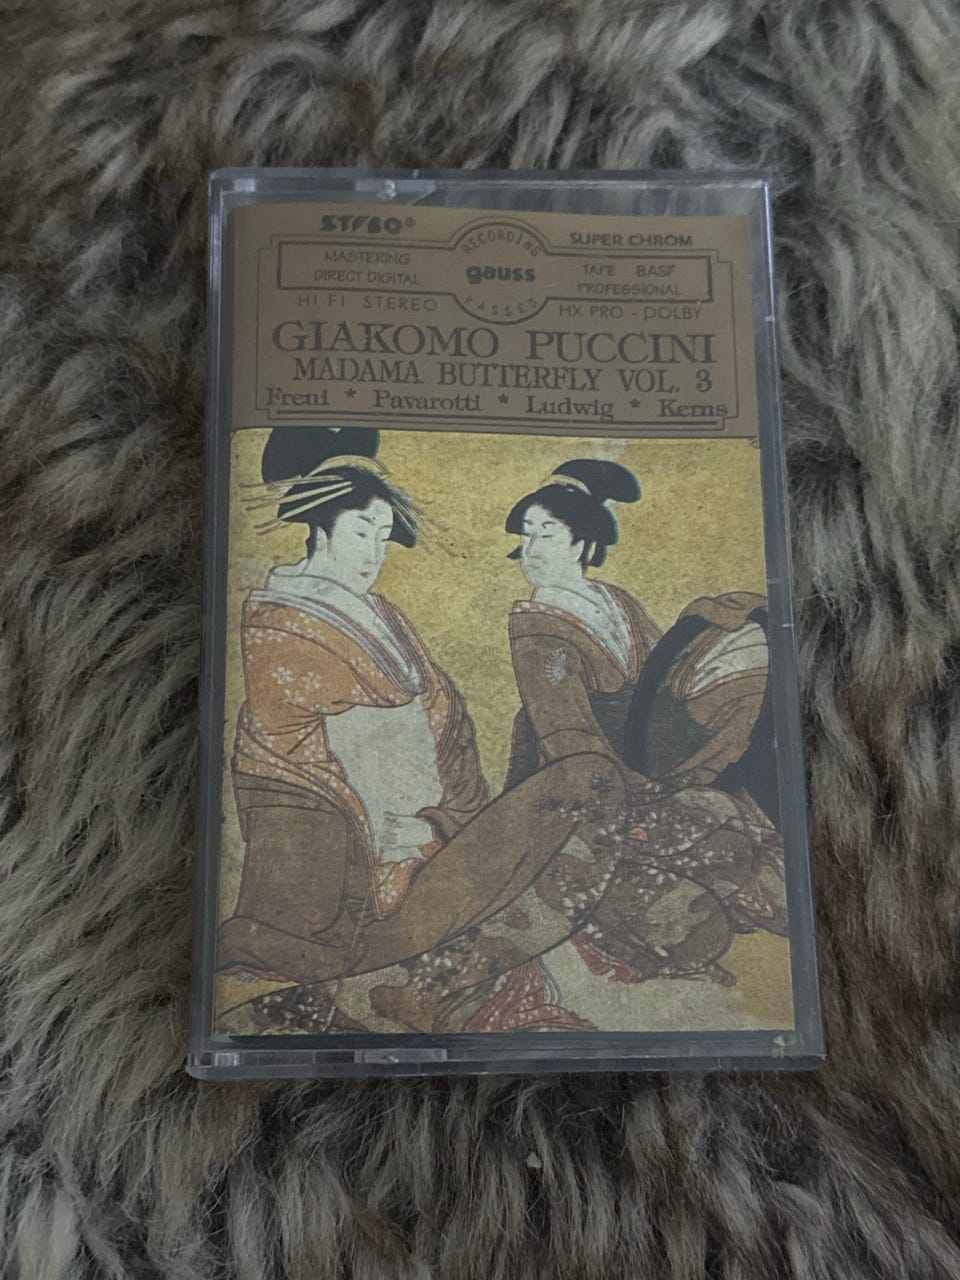 STEBO®
RECORDING
gauss
PASSED
SUPER CHROM
MASTERING
DIRECT DIGITAL
TAPE BASF
PROFESSIONAL
HI FI STEREO
HX PRO - DOLBY
GIAKOMO PUCCINI
MADAMA BUTTERFLY VOL. 3
Freni * Pavarotti * Ludwig * Kerns